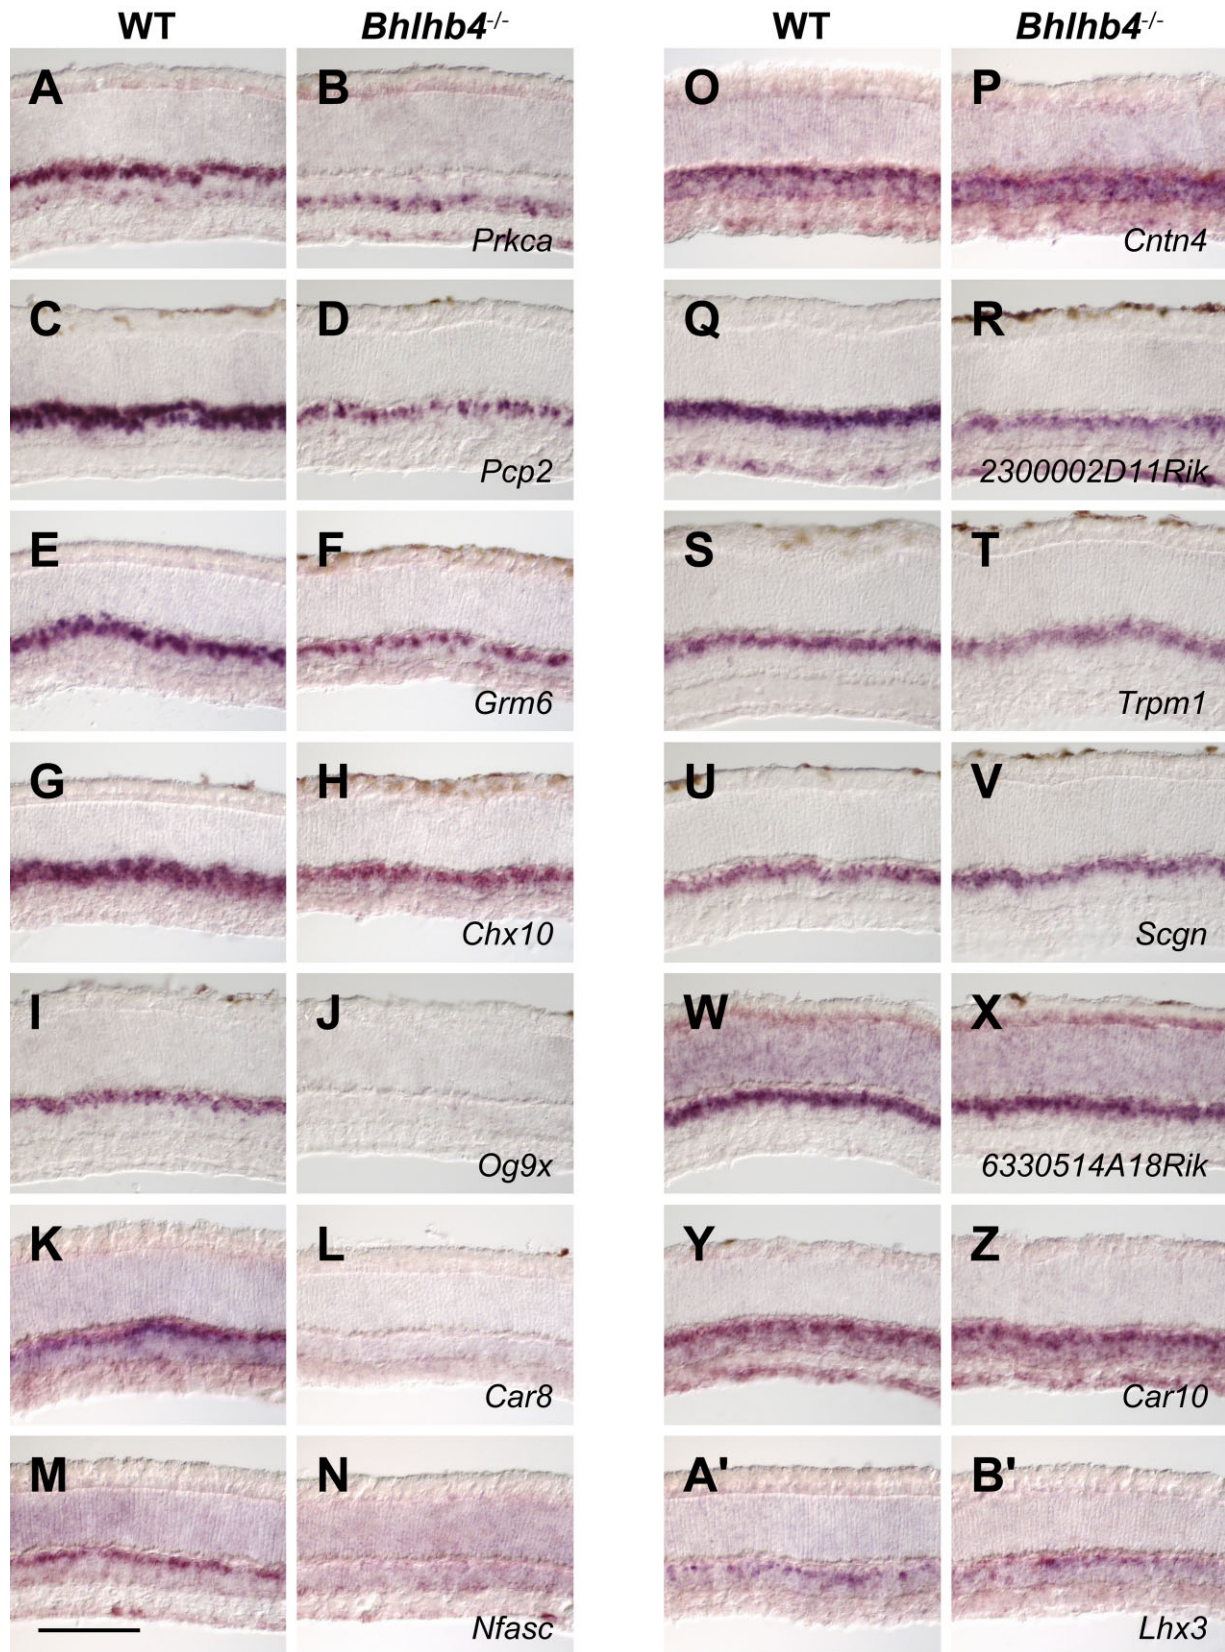 WT Bhlhb4-/- WT Bhlhb4-/-
A B O P
Prkca Cntn4
C D Q R
Pcp2 2300002D11Rik
E F S T
Grm6 Trpm1
G H U V
Chx10 Scgn
I J W X
Og9x 6330514A18Rik
K L Y Z
Car8 Car10
M N A' B'
Nfasc Lhx3